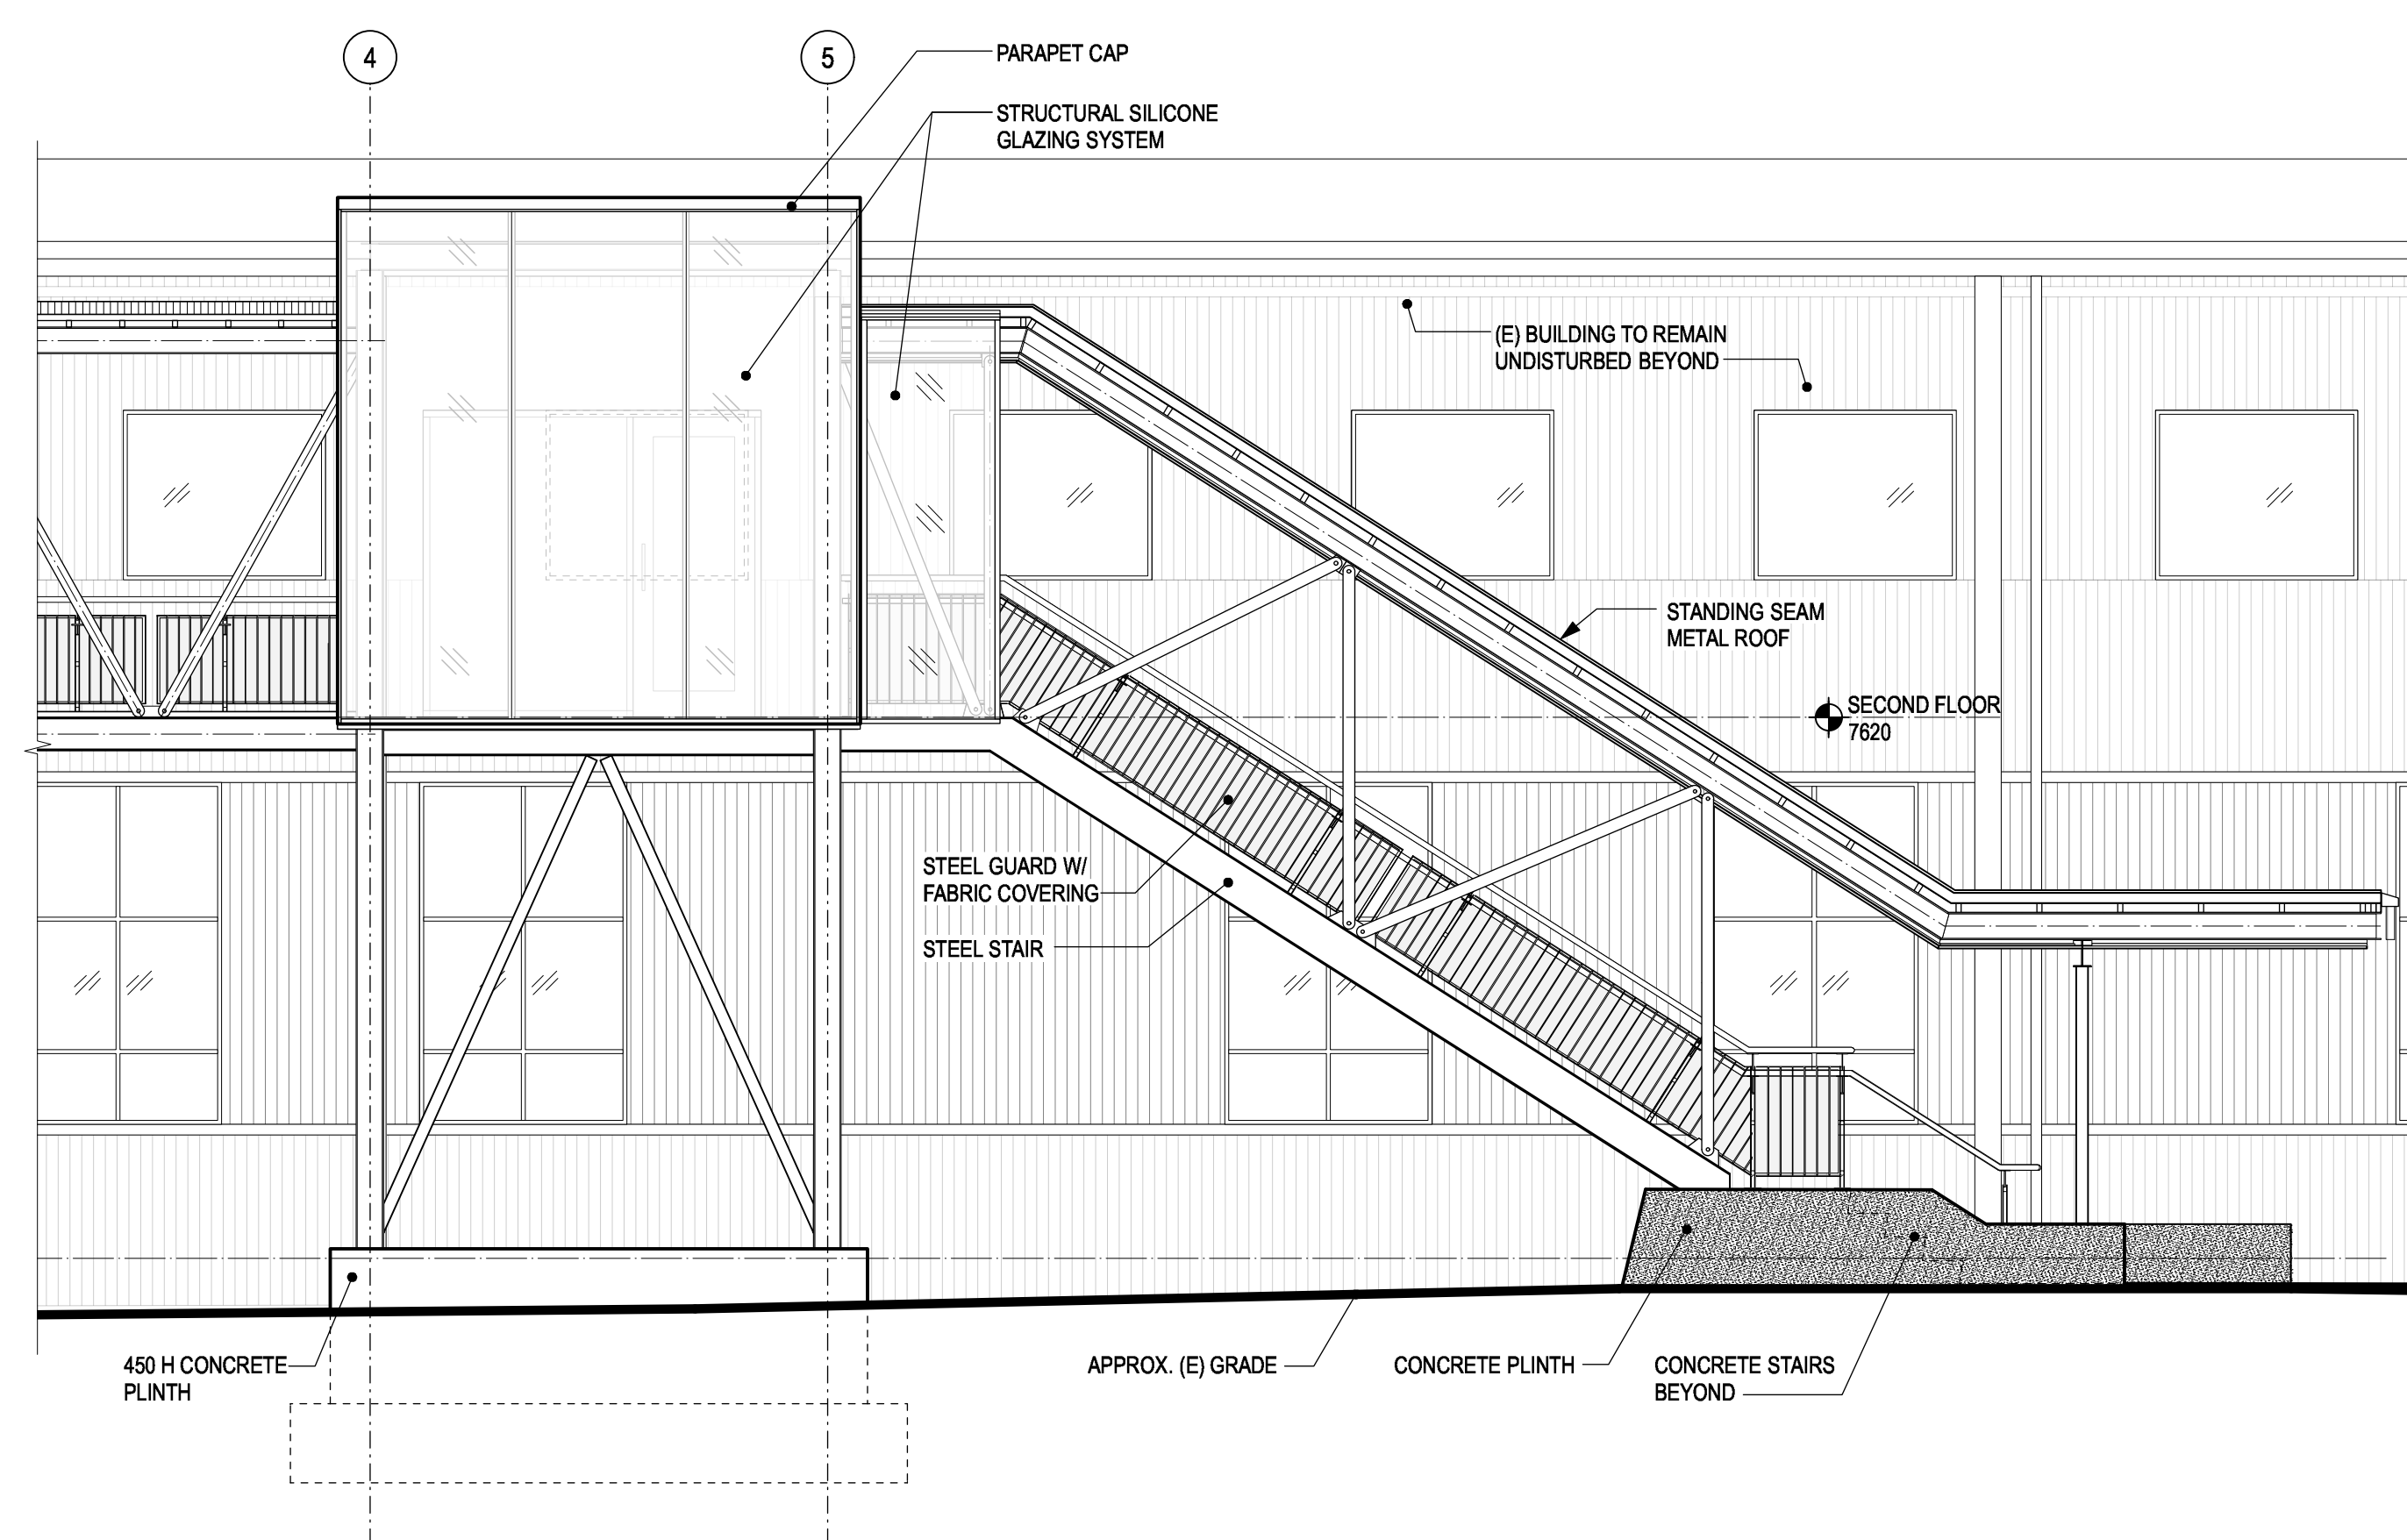 4
5
PARAPET CAP
STRUCTURAL SILICONE
GLAZING SYSTEM
(E) BUILDING TO REMAIN
UNDISTURBED BEYOND
STANDING SEAM
METAL ROOF
SECOND FLOOR
7620
STEEL GUARD W/
FABRIC COVERING
STEEL STAIR
450 H CONCRETE
PLINTH
APPROX. (E) GRADE
CONCRETE PLINTH
CONCRETE STAIRS
BEYOND